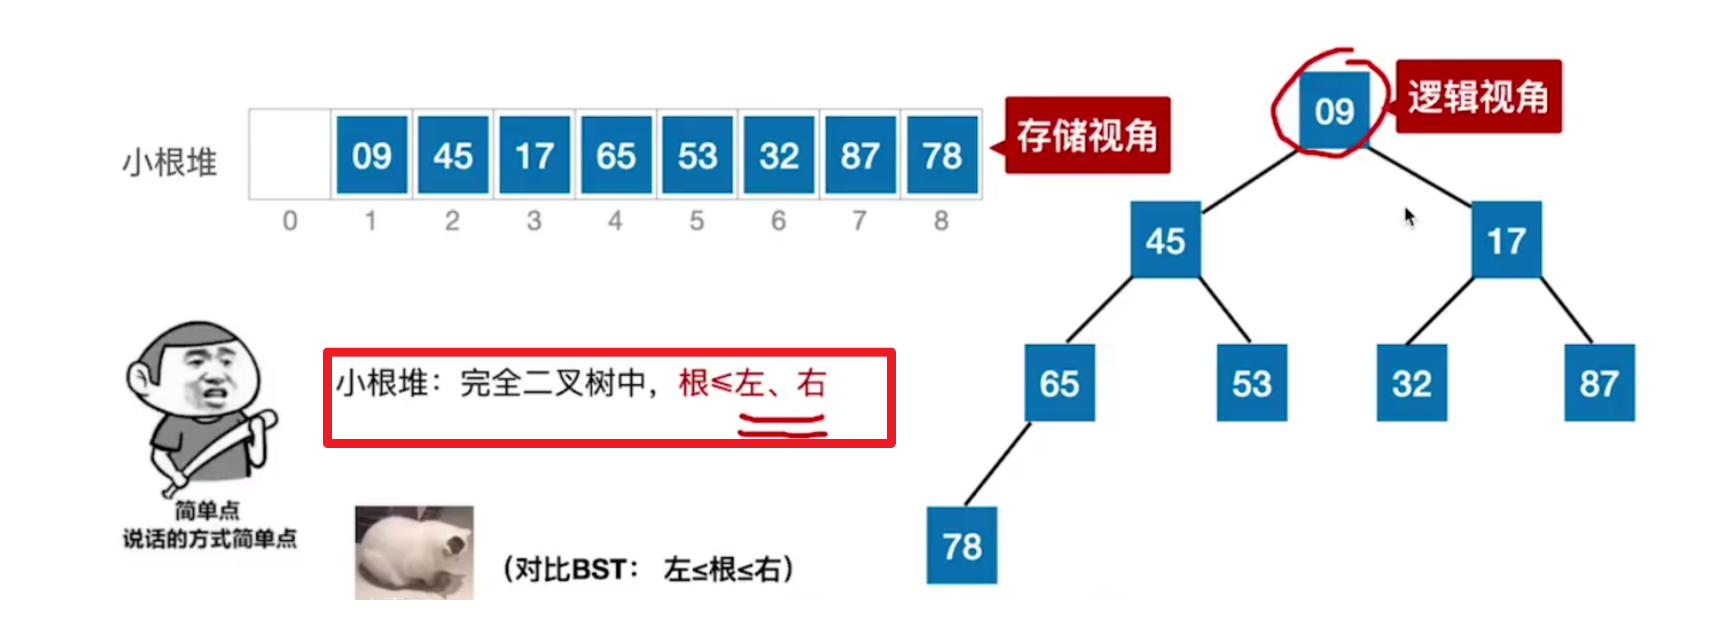 小根堆
09 45 17 65 53 32 87 78
0 1 2 3 4 5 6 7 8
存储视角
逻辑视角
09
45 17
65 53 32 87
78
小根堆：完全二叉树中，根≤左、右
简单点
说话的方式简单点
（对比BST： 左≤根≤右）